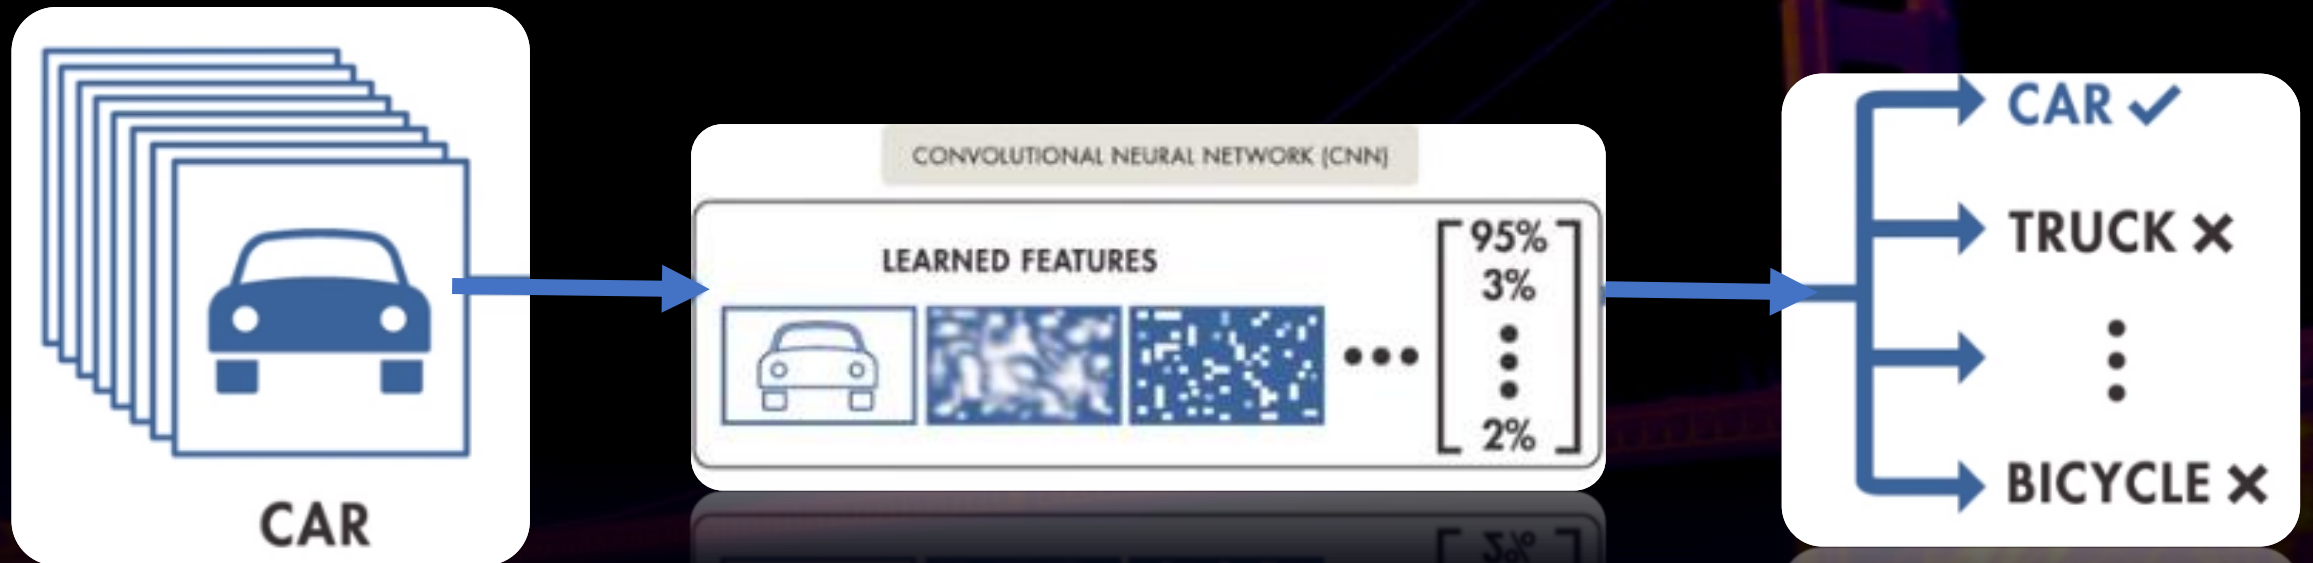 CAR
CONVOLUTIONAL NEURAL NETWORK (CNN)
LEARNED FEATURES
95%
3%
2%
CAR
TRUCK
BICYCLE